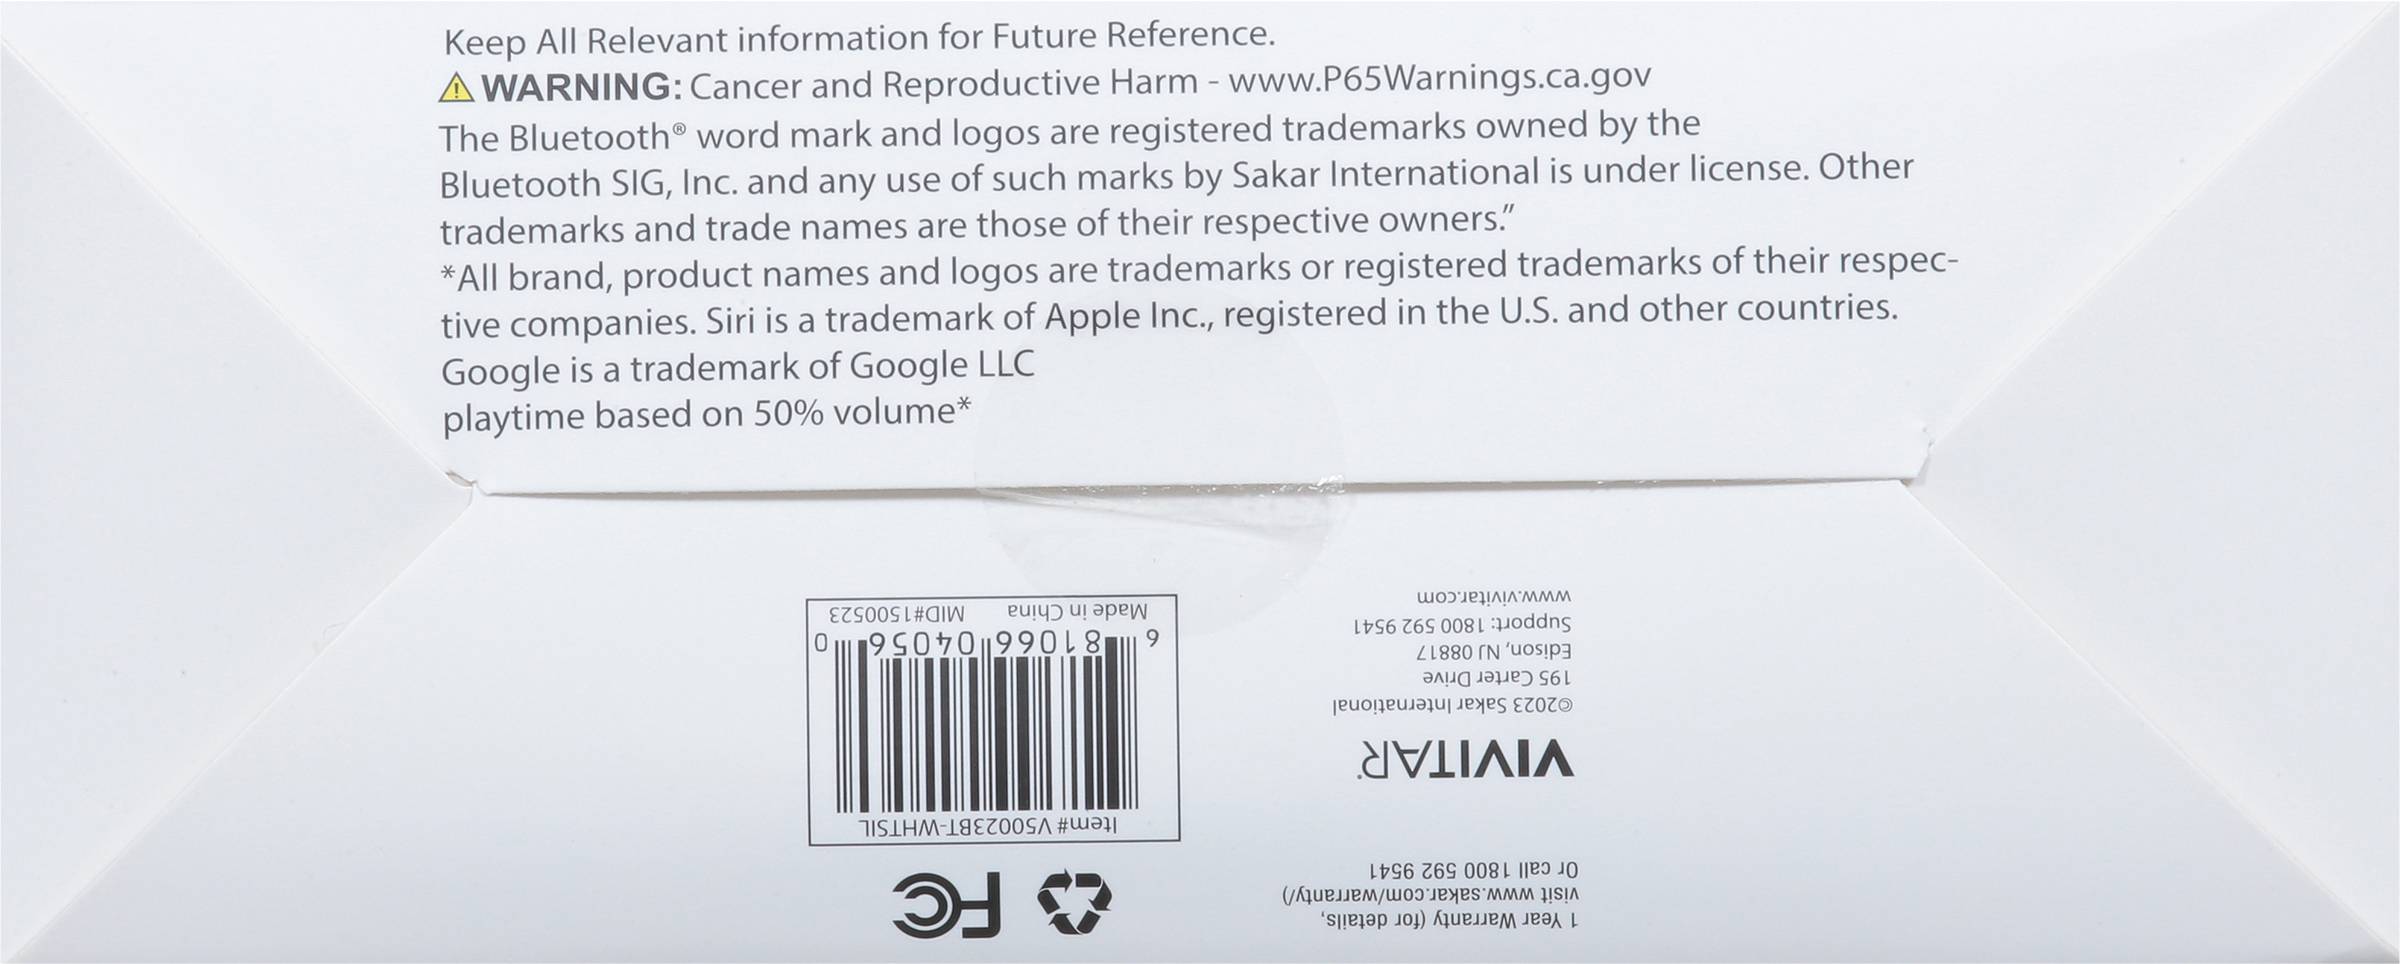 Keep All Relevant information for Future Reference.
WARNING: Cancer and Reproductive Harm - www.P65Warnings.ca.gov
The Bluetooth® word mark and logos are registered trademarks owned by the
Bluetooth SIG, Inc. and any use of such marks by Sakar International is under license. Other
trademarks and trade names are those of their respective owners.”
*All brand, product names and logos are trademarks or registered trademarks of their respec-
tive companies. Siri is a trademark of Apple Inc., registered in the U.S. and other countries.
Google is a trademark of Google LLC
playtime based on 50% volume*
1 Year Warranty (for details,
visit www.sakar.com/warranty/)
Or call 1800 592 9541
VIVITAR®
©2023 Sakar International
195 Carter Drive
Edison, NJ 08817
Support: 1800 592 9541
www.vivitar.com
FC
Item# V50023BT-WHTSIL
6 81066 04056 0
Made in China MID#1500523